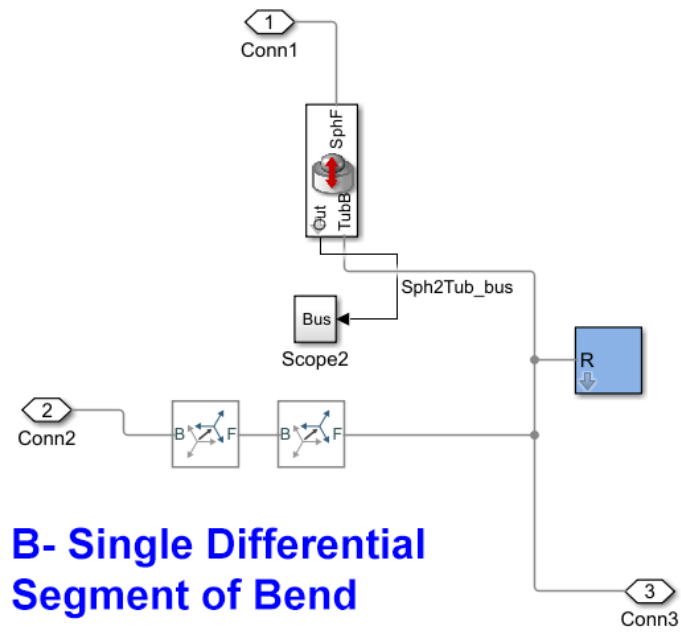 1
Conn1
SphF
Out
TubB
Sph2Tub_bus
Bus
Scope2
R
2
Conn2
B
F
B
F
B- Single Differential
Segment of Bend
3
Conn3